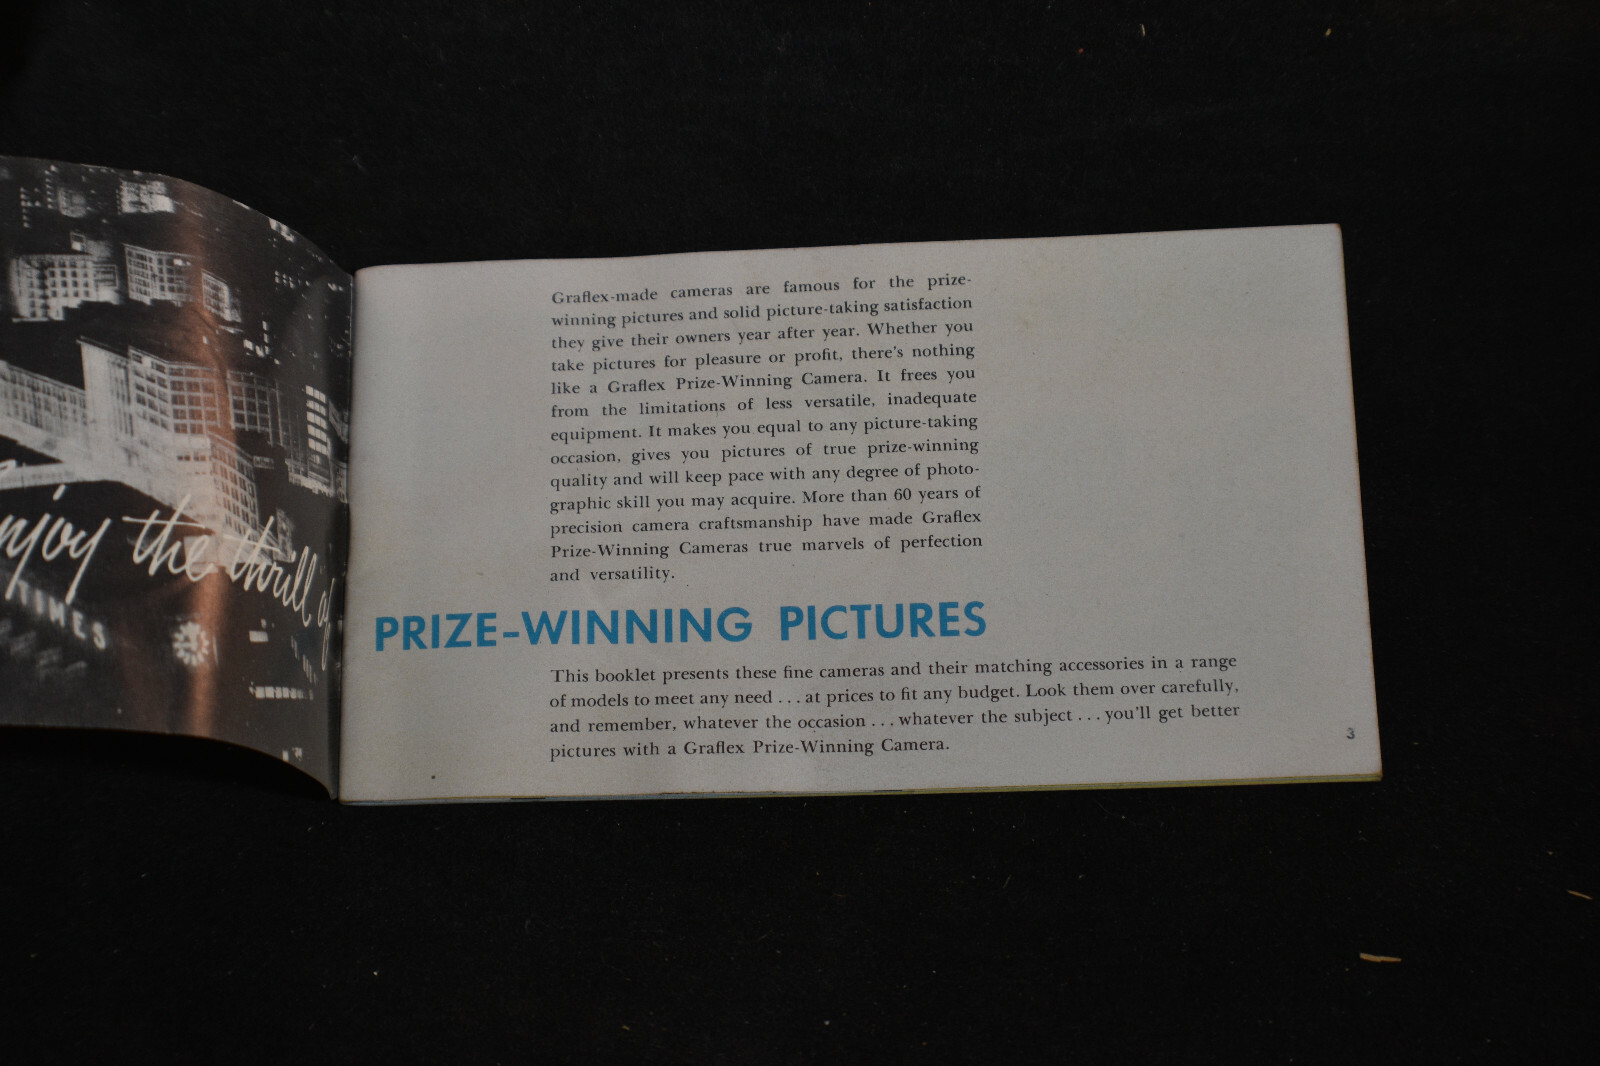 njoy the thrill of
TIMES
Graflex-made cameras are famous for the prize-
winning pictures and solid picture-taking satisfaction
they give their owners year after year. Whether you
take pictures for pleasure or profit, there's nothing
like a Graflex Prize-Winning Camera. It frees you
from the limitations of less versatile, inadequate
equipment. It makes you equal to any picture-taking
occasion, gives you pictures of true prize-winning
quality and will keep pace with any degree of photo-
graphic skill you may acquire. More than 60 years of
precision camera craftsmanship have made Graflex
Prize-Winning Cameras true marvels of perfection
and versatility.
PRIZE-WINNING PICTURES
This booklet presents these fine cameras and their matching accessories in a range
of models to meet any need . . . at prices to fit any budget. Look them over carefully,
and remember, whatever the occasion . . . whatever the subject . . . you'll get better
pictures with a Graflex Prize-Winning Camera.
3